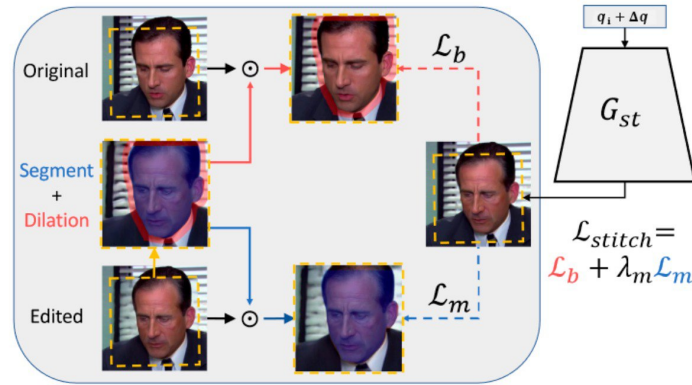 Original
Segment
+
Dilation
Edited
⊙
⊙
ℒ_b
ℒ_m
q_i + Δq
G_st
ℒ_stitch=
ℒ_b + λ_mℒ_m